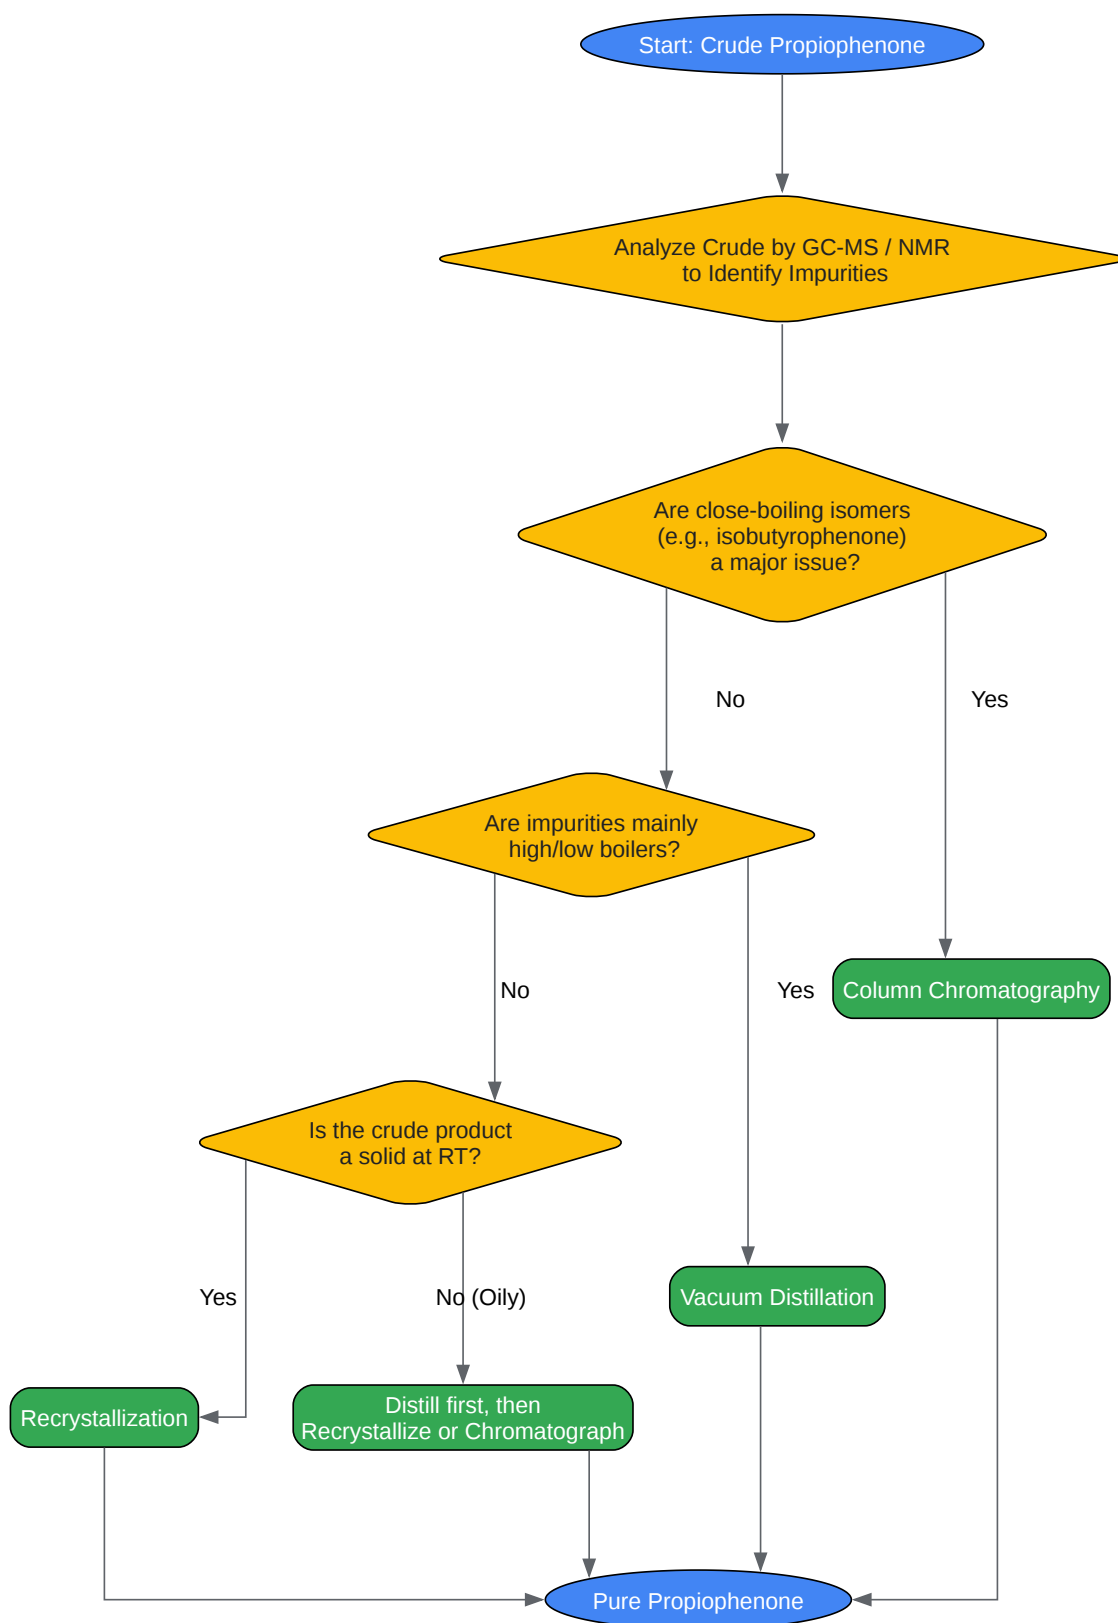 Start: Crude Propiophenone
Analyze Crude by GC-MS / NMR
to Identify Impurities
Are close-boiling isomers
(e.g., isobutyrophenone)
a major issue?
No
Yes
Are impurities mainly
high/low boilers?
No
Yes
Column Chromatography
Is the crude product
a solid at RT?
Yes
No (Oily)
Vacuum Distillation
Recrystallization
Distill first, then
Recrystallize or Chromatograph
Pure Propiophenone